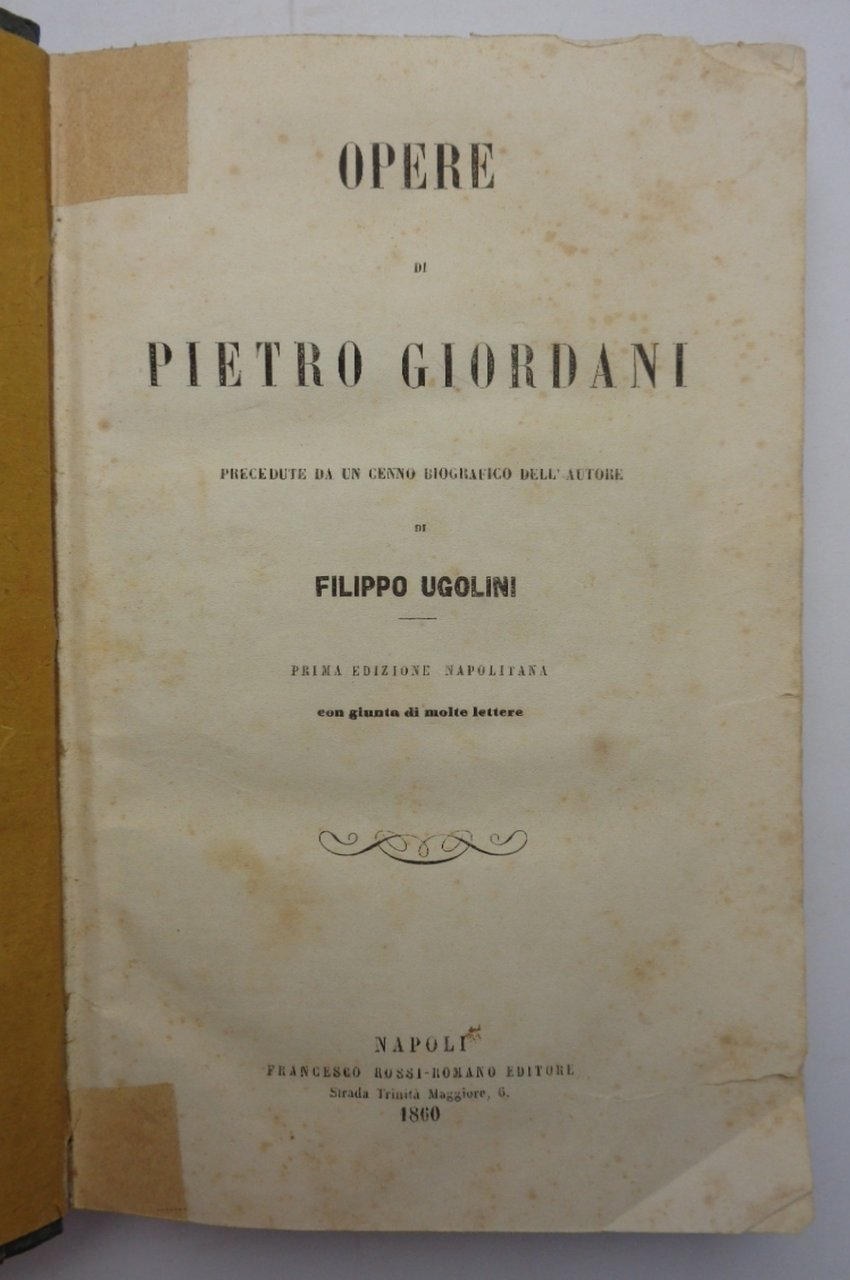 OPERE
DI
PIETRO GIORDANI
PRECEDUTE DA UN CENNO BIOGRAFICO DELL' AUTORE
DI
FILIPPO UGOLINI
PRIMA EDIZIONE NAPOLITANA
con giunta di molte lettere
NAPOLI
FRANCESCO ROSSI-ROMANO EDITORE
Strada Trinità Maggiore, 6.
1860